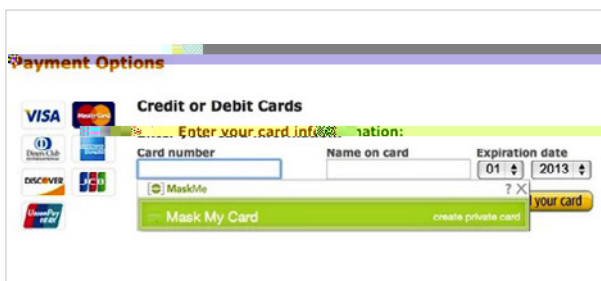 Payment Options
VISA MasterCard
Diners Club
DISCOVER JCB
UnionPay
Credit or Debit Cards
Enter your card
Card number Name on card Expiration date
01 2013
MaskMe ? X
your card
Mask My Card create private card